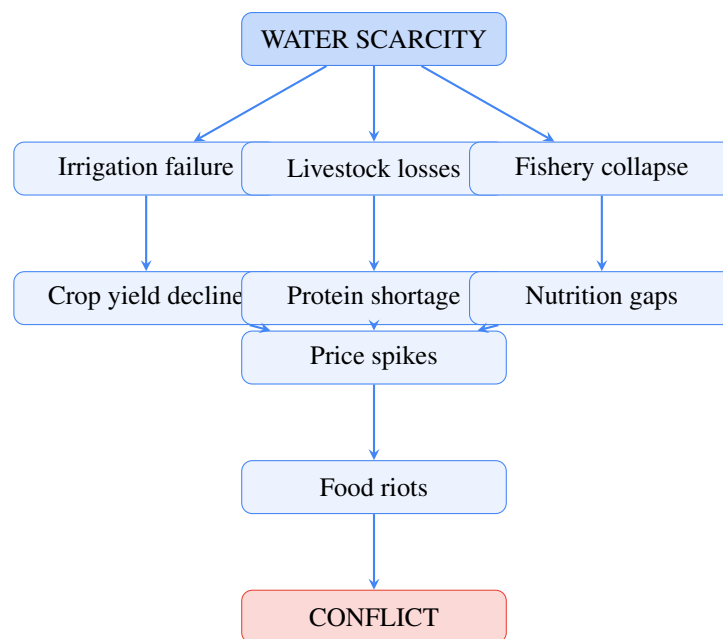 WATER SCARCITY
Irrigation failure
Livestock losses
Fishery collapse
Crop yield decline
Protein shortage
Nutrition gaps
Price spikes
Food riots
CONFLICT